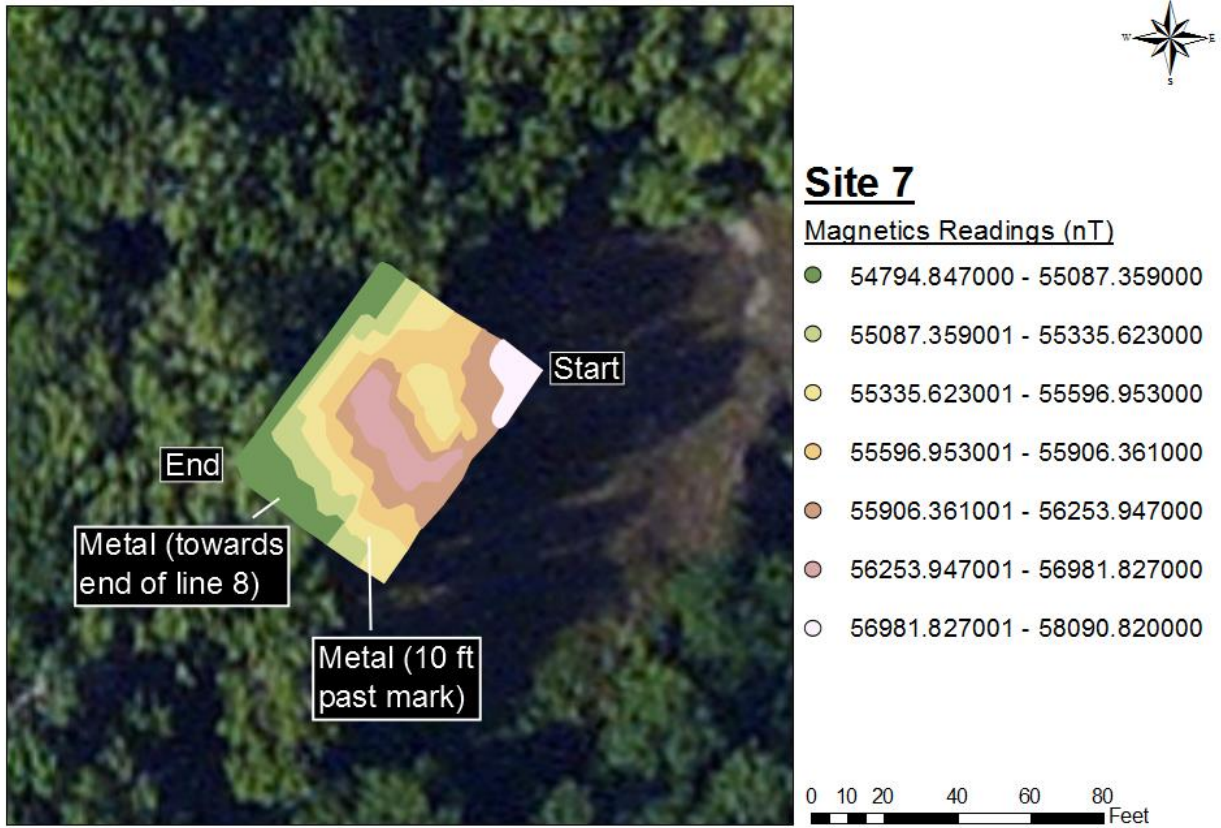 W
E
S
Site 7
Magnetics Readings (nT)
54794.847000 - 55087.359000
55087.359001 - 55335.623000
55335.623001 - 55596.953000
55596.953001 - 55906.361000
55906.361001 - 56253.947000
56253.947001 - 56981.827000
56981.827001 - 58090.820000
Start
End
Metal (towards
end of line 8)
Metal (10 ft
past mark)
0 10 20 40 60 80
Feet